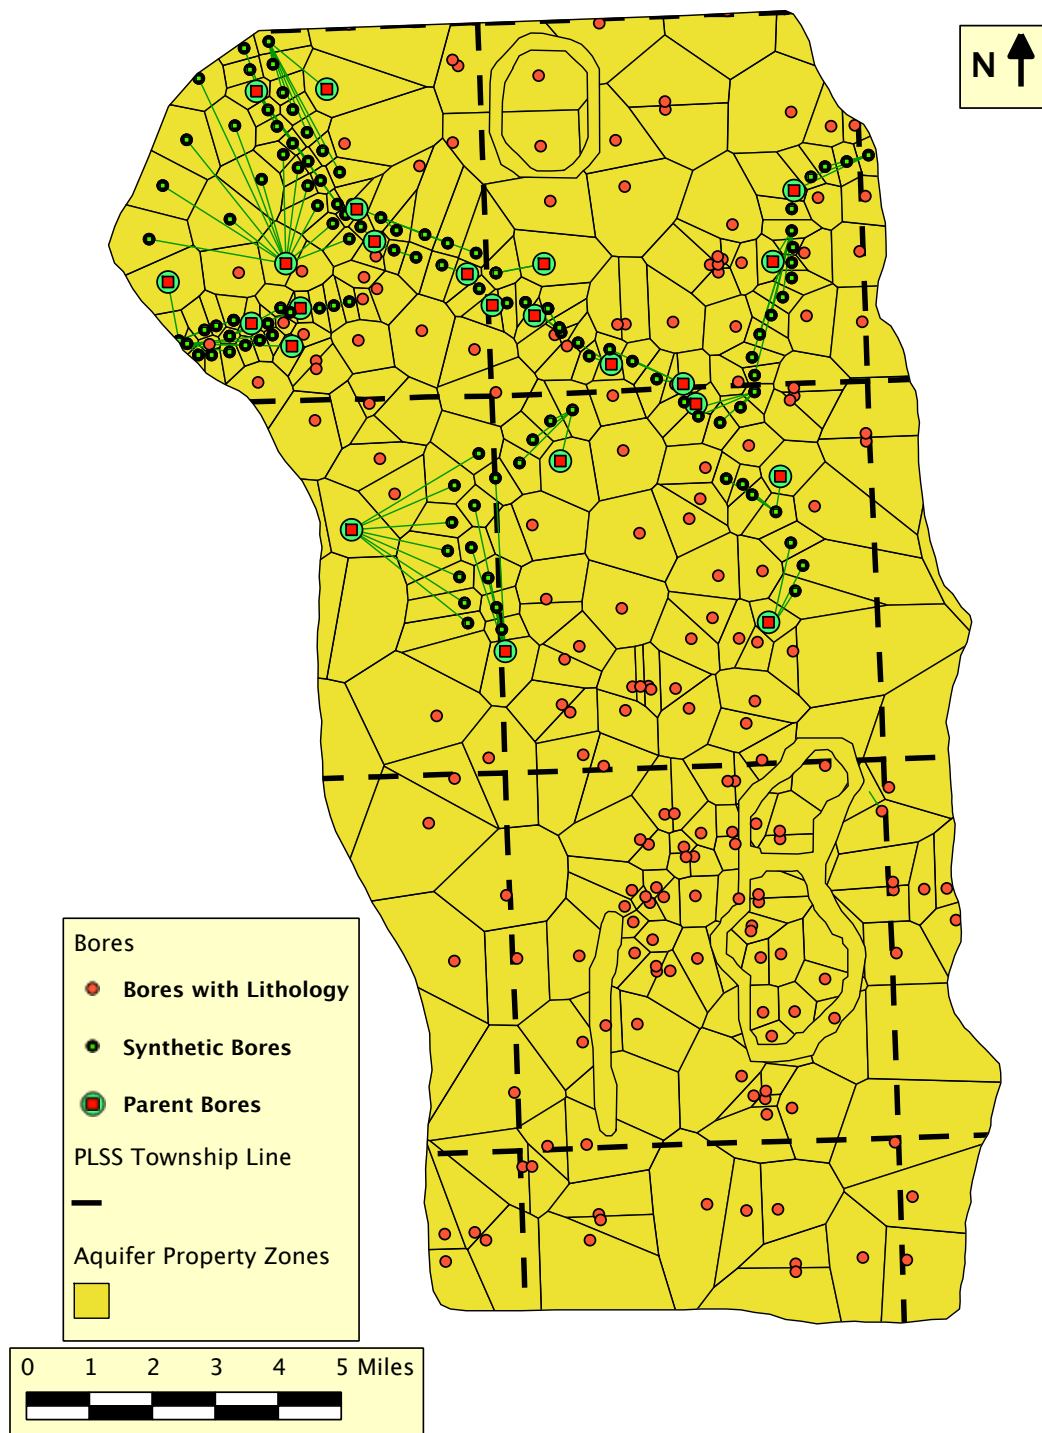 N
Bores
Bores with Lithology
Synthetic Bores
Parent Bores
PLSS Township Line
Aquifer Property Zones
0 1 2 3 4 5 Miles